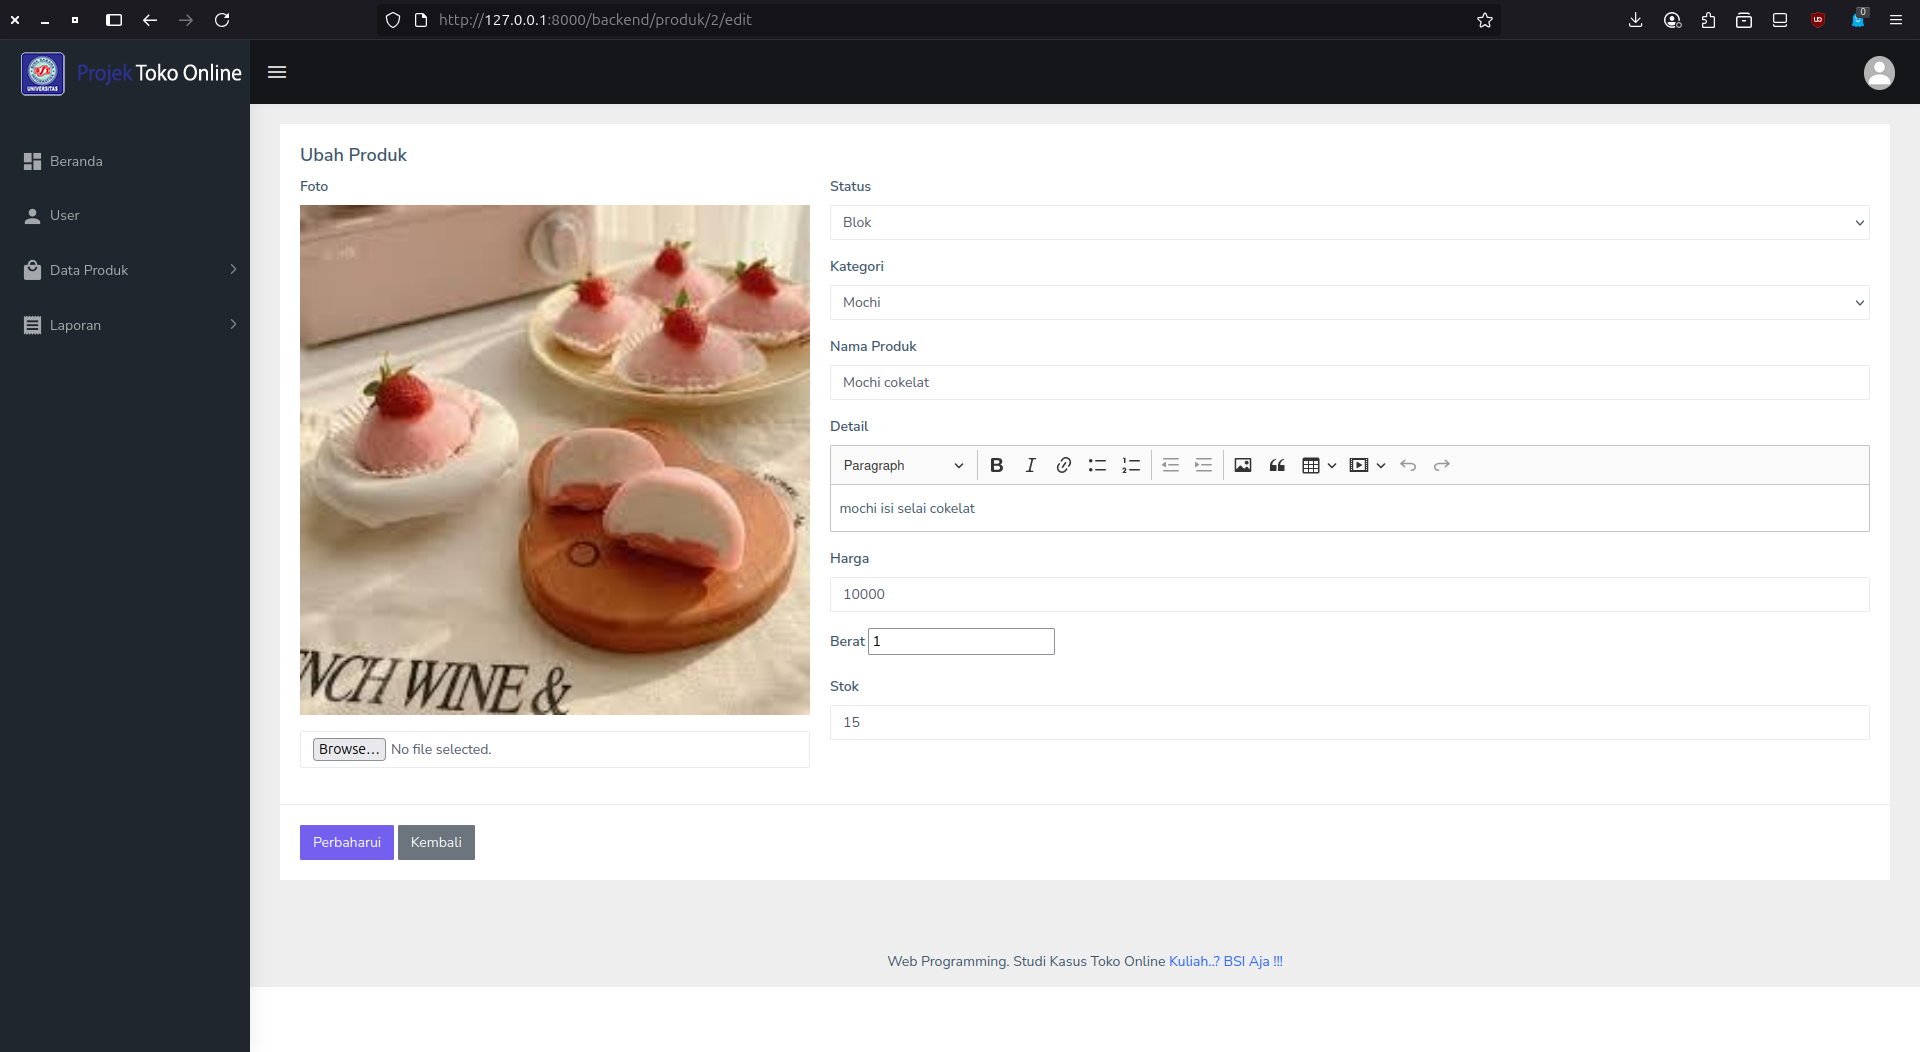 http://127.0.0.1:8000/backend/produk/2/edit
0
UNIVERSITAS
Projek Toko Online
Beranda
User
Data Produk
Laporan
Ubah Produk
Foto
NCH WINE &
Browse... No file selected.
Status
Blok
Kategori
Mochi
Nama Produk
Mochi cokelat
Detail
Paragraph
mochi isi selai cokelat
Harga
10000
Berat 1
Stok
15
Perbaharui
Kembali
Web Programming. Studi Kasus Toko Online Kuliah..? BSI Aja !!!